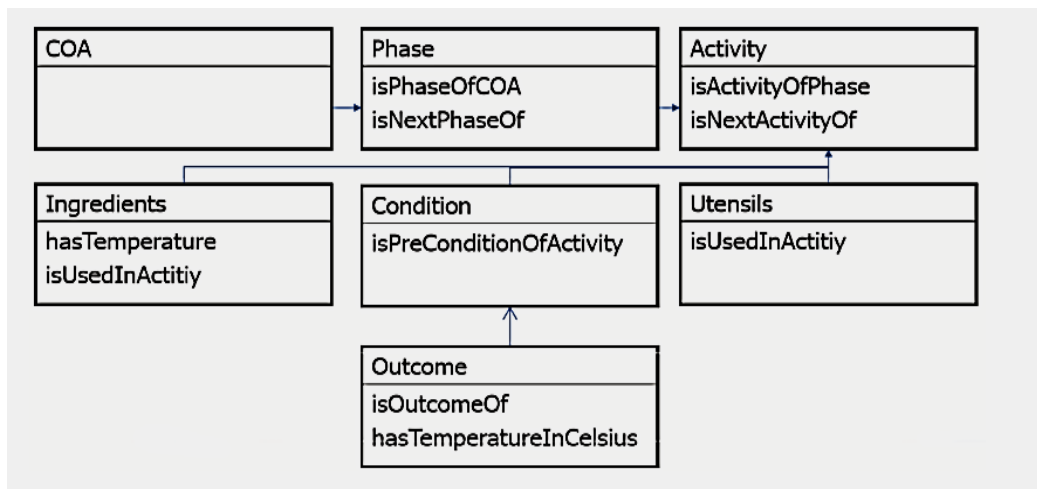 COA
Phase
isPhaseOfCOA
isNextPhaseOf
Activity
isActivityOfPhase
isNextActivityOf
Ingredients
hasTemperature
isUsedInActitiy
Condition
isPreConditionOfActivity
Utensils
isUsedInActitiy
Outcome
isOutcomeOf
hasTemperatureInCelsius